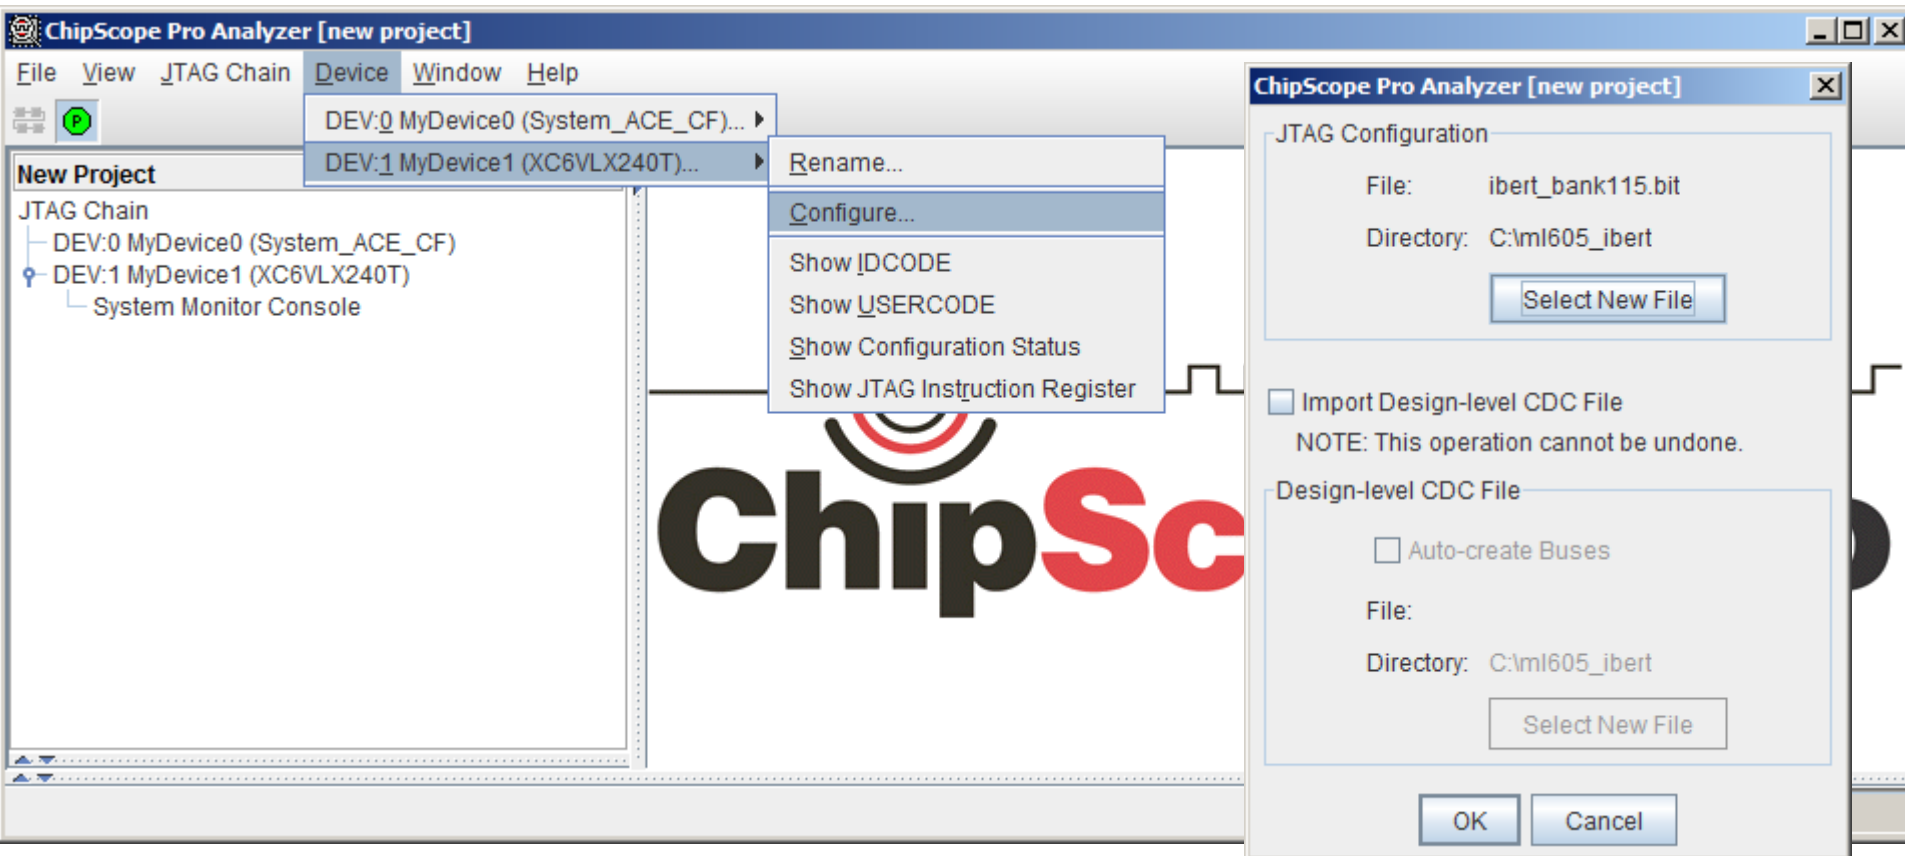 ChipScope Pro Analyzer [new project]
File View JTAG Chain Device Window Help
P
DEV:0 MyDevice0 (System_ACE_CF)...
DEV:1 MyDevice1 (XC6VLX240T)...
Rename...
Configure...
Show IDCODE
Show USERCODE
Show Configuration Status
Show JTAG Instruction Register
New Project
JTAG Chain
DEV:0 MyDevice0 (System_ACE_CF)
DEV:1 MyDevice1 (XC6VLX240T)
System Monitor Console
ChipSc
ChipScope Pro Analyzer [new project]
JTAG Configuration
File: ibert_bank115.bit
Directory: C:\ml605_ibert
Select New File
Import Design-level CDC File
NOTE: This operation cannot be undone.
Design-level CDC File
Auto-create Buses
File:
Directory: C:\ml605_ibert
Select New File
OK Cancel